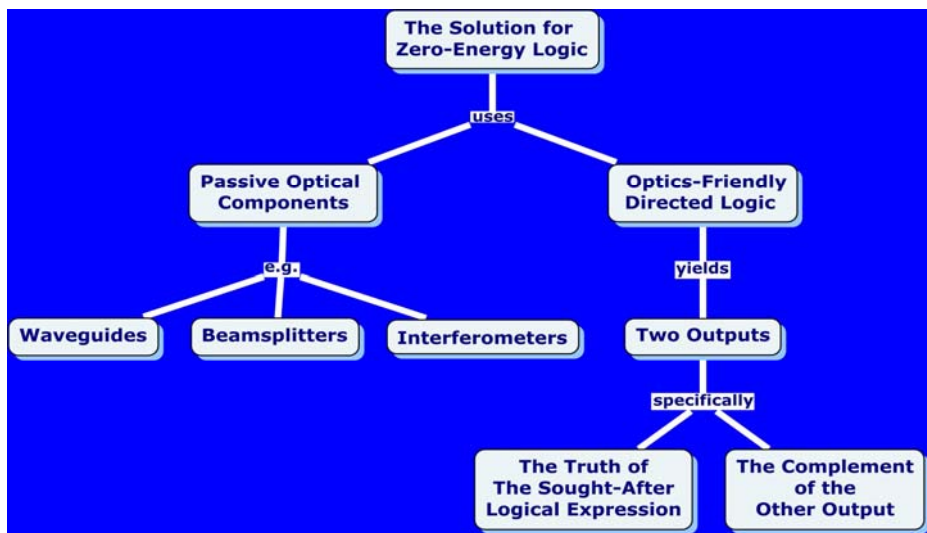 The Solution for
Zero-Energy Logic
uses
Passive Optical
Components
Optics-Friendly
Directed Logic
e.g.
yields
Waveguides
Beamsplitters
Interferometers
Two Outputs
specifically
The Truth of
The Sought-After
Logical Expression
The Complement
of the
Other Output